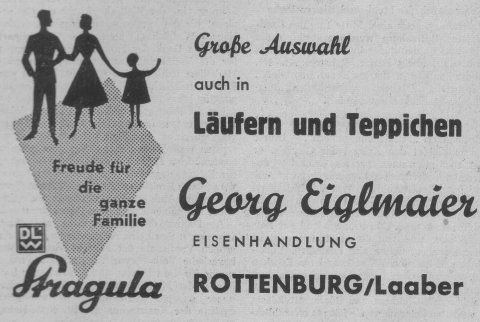 Große Auswahl
auch in
Läufern und Teppichen
Georg Eiglmaier
EISENHANDLUNG
ROTTENBURG/Laaber
Freude für
die
ganze
Familie
DLW
Stragula